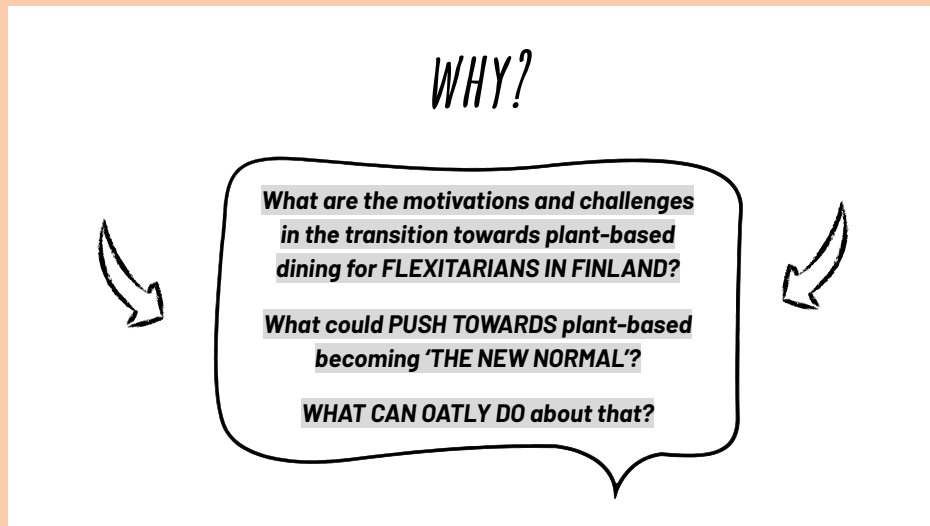 WHY?
What are the motivations and challenges
in the transition towards plant-based
dining for FLEXITARIANS IN FINLAND?
What could PUSH TOWARDS plant-based
becoming ‘THE NEW NORMAL’?
WHAT CAN OATLY DO about that?